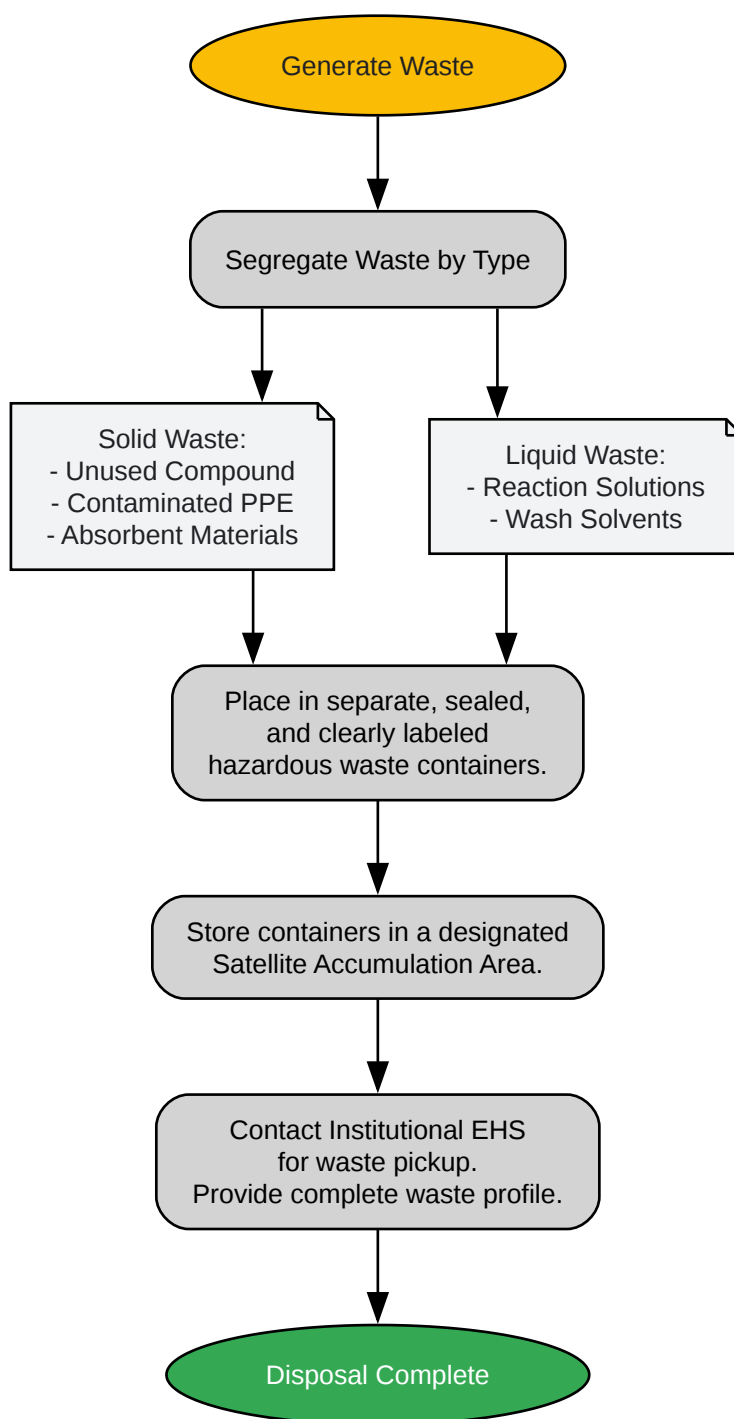 Generate Waste
Segregate Waste by Type
Solid Waste:
- Unused Compound
- Contaminated PPE
- Absorbent Materials
Liquid Waste:
- Reaction Solutions
- Wash Solvents
Place in separate, sealed,
and clearly labeled
hazardous waste containers.
Store containers in a designated
Satellite Accumulation Area.
Contact Institutional EHS
for waste pickup.
Provide complete waste profile.
Disposal Complete